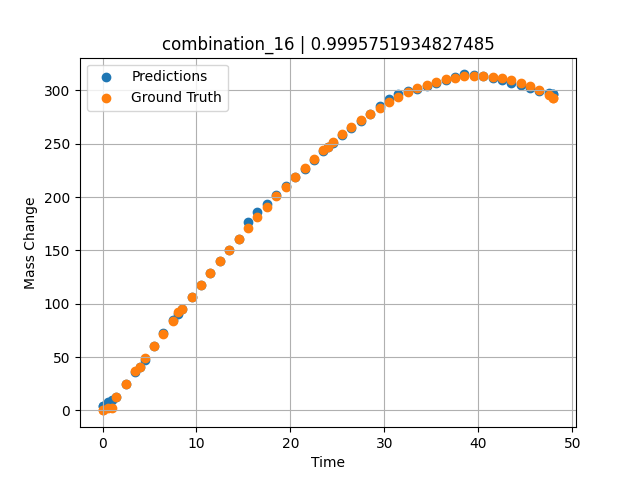 combination_16 | 0.9995751934827485
Predictions
Ground Truth
300
250
200
150
100
50
0
Mass Change
0 10 20 30 40 50
Time